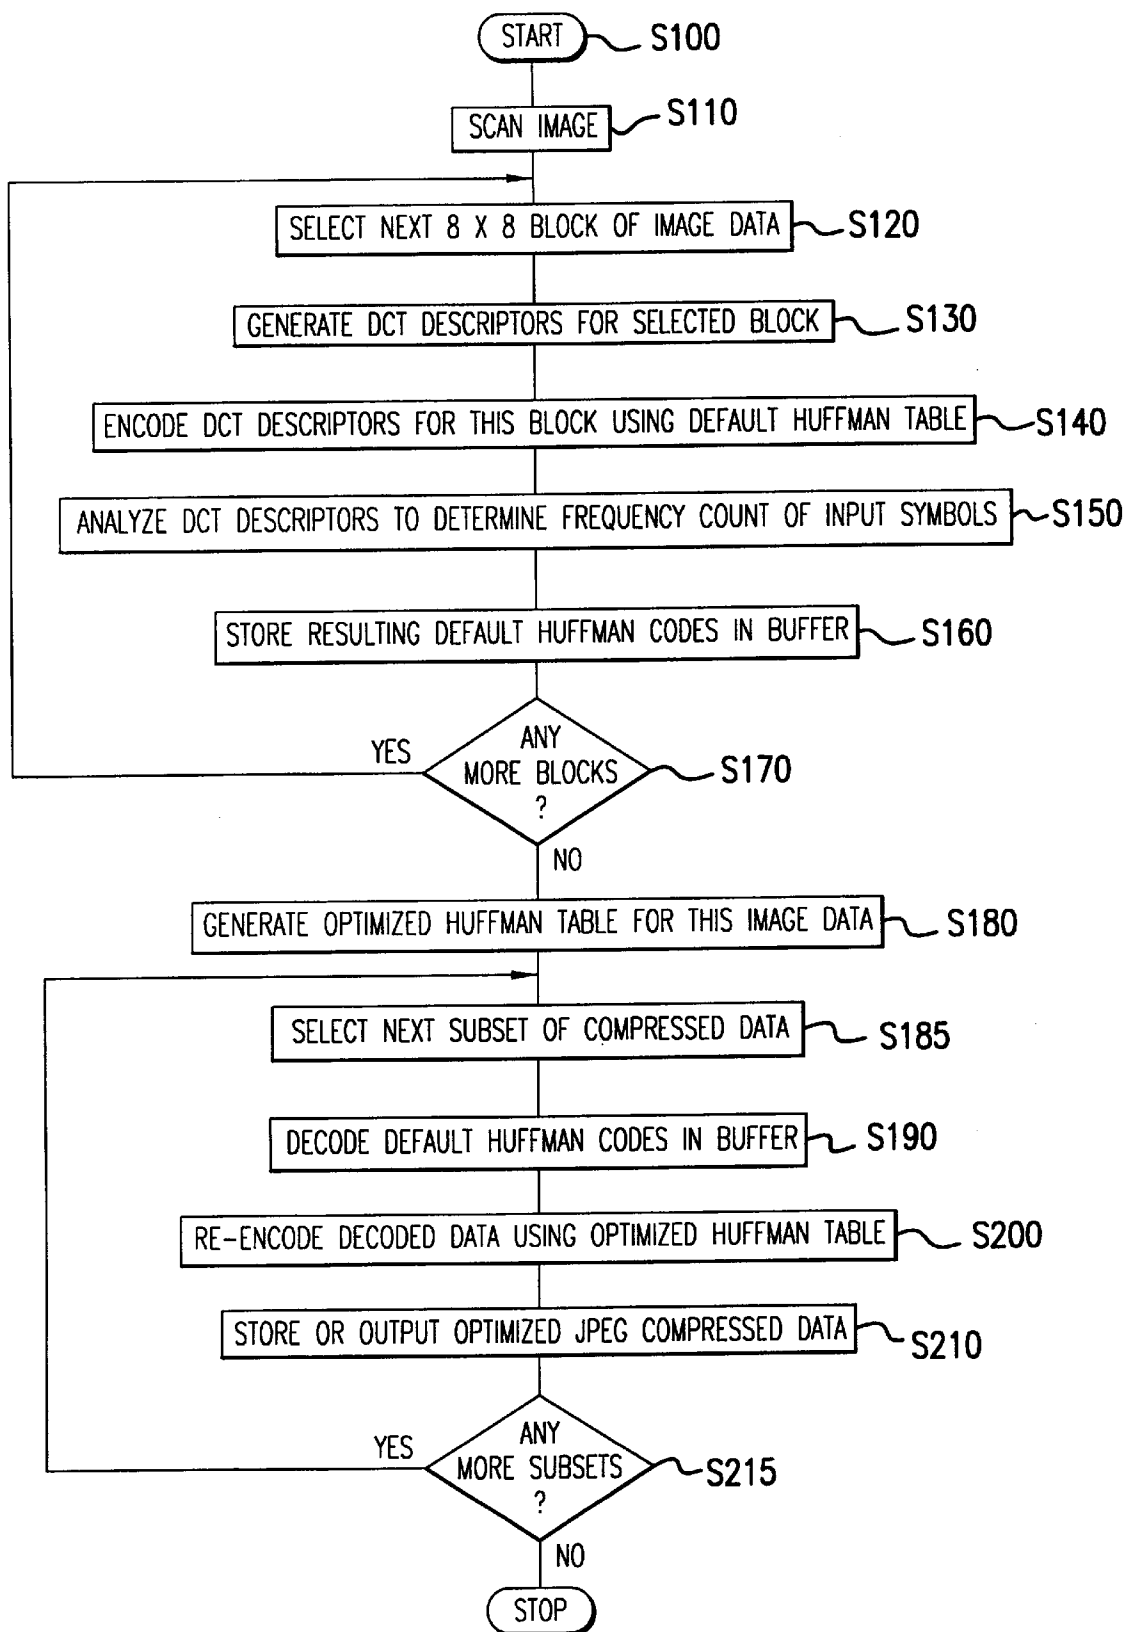 START S100
SCAN IMAGE S110
SELECT NEXT 8 X 8 BLOCK OF IMAGE DATA S120
GENERATE DCT DESCRIPTORS FOR SELECTED BLOCK S130
ENCODE DCT DESCRIPTORS FOR THIS BLOCK USING DEFAULT HUFFMAN TABLE S140
ANALYZE DCT DESCRIPTORS TO DETERMINE FREQUENCY COUNT OF INPUT SYMBOLS S150
STORE RESULTING DEFAULT HUFFMAN CODES IN BUFFER S160
ANY
MORE BLOCKS
?
YES
S170
NO
GENERATE OPTIMIZED HUFFMAN TABLE FOR THIS IMAGE DATA S180
SELECT NEXT SUBSET OF COMPRESSED DATA S185
DECODE DEFAULT HUFFMAN CODES IN BUFFER S190
RE-ENCODE DECODED DATA USING OPTIMIZED HUFFMAN TABLE S200
STORE OR OUTPUT OPTIMIZED JPEG COMPRESSED DATA S210
ANY
MORE SUBSETS
?
YES
S215
NO
STOP